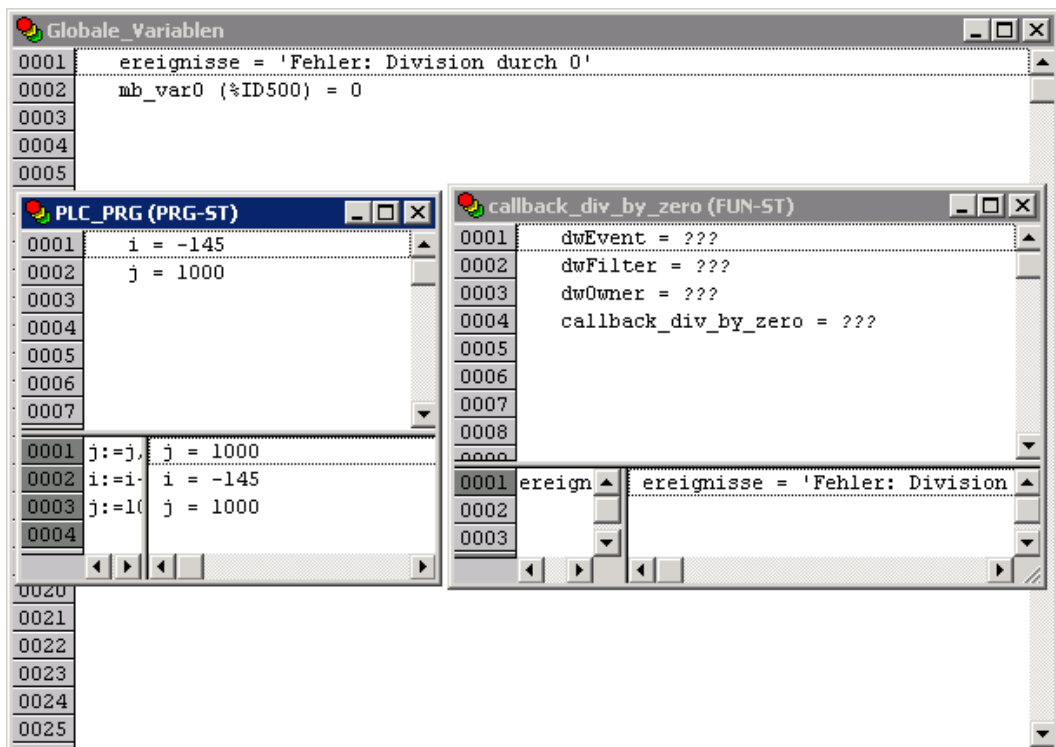 Globale_Variablen
0001 ereignisse = 'Fehler: Division durch 0'
0002 mb_var0 (%ID500) = 0
0003
0004
0005
PLC_PRG (PRG-ST)
0001 i = -145
0002 j = 1000
0003
0004
0005
0006
0007
0001 j:=j, j = 1000
0002 i:=i- i = -145
0003 j:=10 j = 1000
0004
callback_div_by_zero (FUN-ST)
0001 dwEvent = ???
0002 dwFilter = ???
0003 dwOwner = ???
0004 callback_div_by_zero = ???
0005
0006
0007
0008
0001 ereign ereignisse = 'Fehler: Division
0002
0003
0020
0021
0022
0023
0024
0025